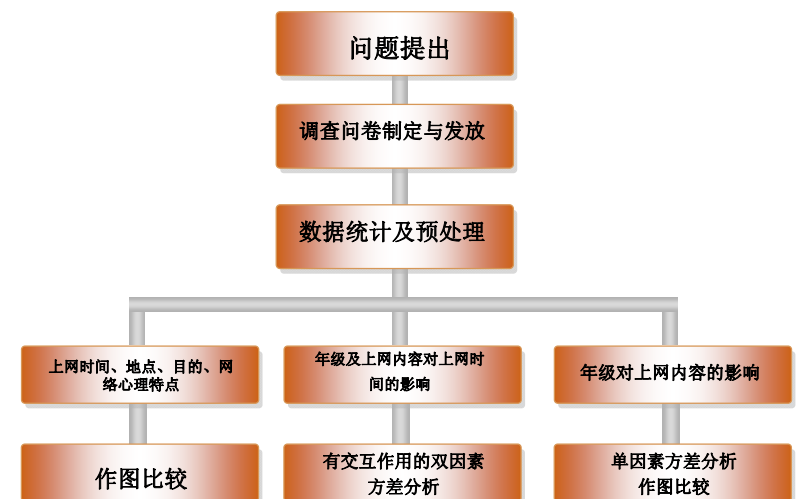 问题提出
调查问卷制定与发放
数据统计及预处理
上网时间、地点、目的、网
络心理特点
年级及上网内容对上网时
间的影响
年级对上网内容的影响
作图比较
有交互作用的双因素
方差分析
单因素方差分析
作图比较